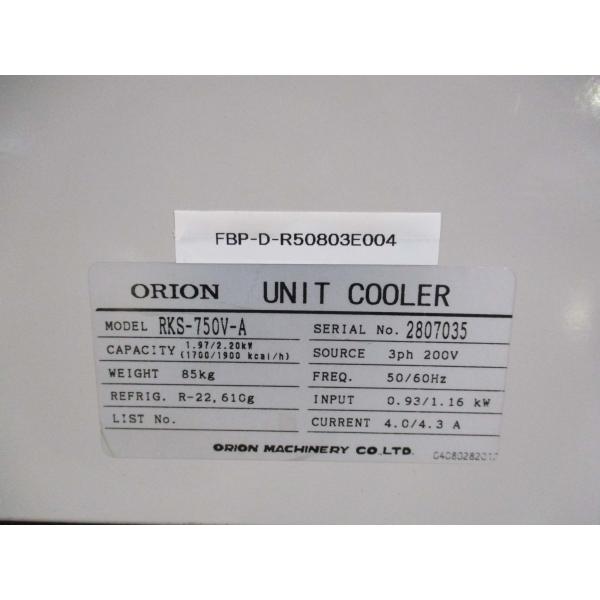 FBP-D-R50803E004
ORION UNIT COOLER
MODEL RKS-750V-A
SERIAL No. 2807035
CAPACITY 1.97/2.20kW
(1700/1900 kcal/h)
SOURCE 3ph 200V
WEIGHT 85kg
FREQ. 50/60Hz
REFRIG. R-22,610g
INPUT 0.93/1.16 kW
LIST No.
CURRENT 4.0/4.3 A
ORION MACHINERY CO.,LTD.